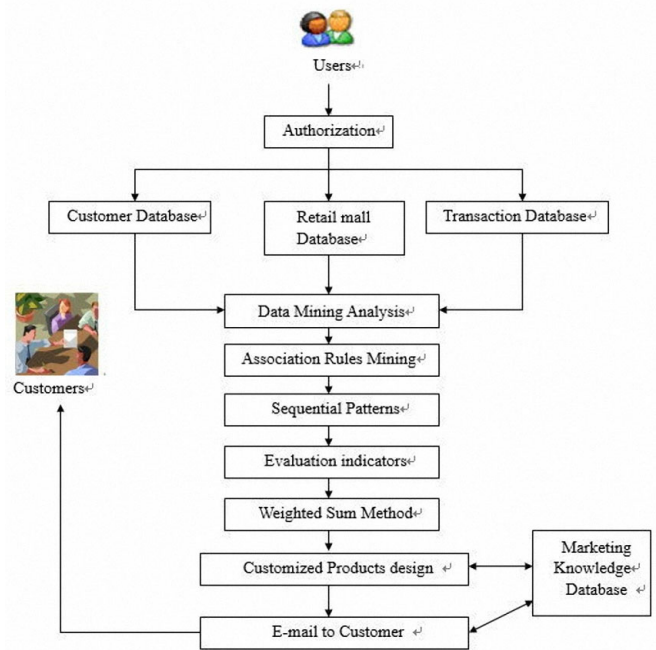 Users↵
Authorization↵
Customer Database↵
Retail mall
Database↵
Transaction Database↵
Data Mining Analysis↵
Association Rules Mining↵
Customers↵
Sequential Patterns↵
Evaluation indicators↵
Weighted Sum Method↵
Customized Products design ↵
Marketing
Knowledge↵
Database ↵
E-mail to Customer ↵